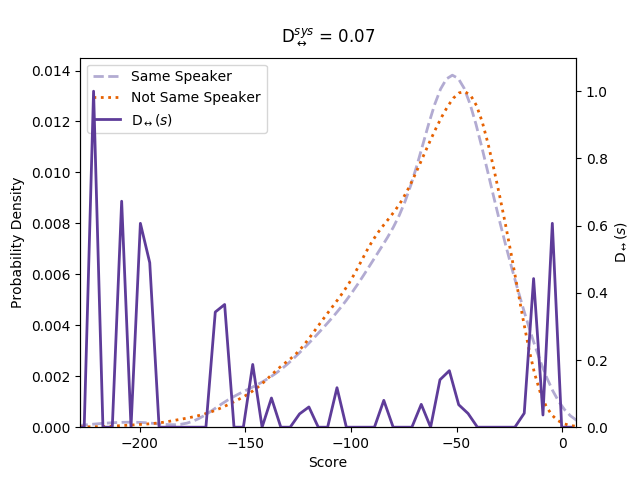 D↔^sys = 0.07
Same Speaker
Not Same Speaker
D↔(s)
Probability Density
0.014
0.012
0.010
0.008
0.006
0.004
0.002
0.000
1.0
0.8
0.6
0.4
0.2
0.0
D↔(s)
−200 −150 −100 −50 0
Score